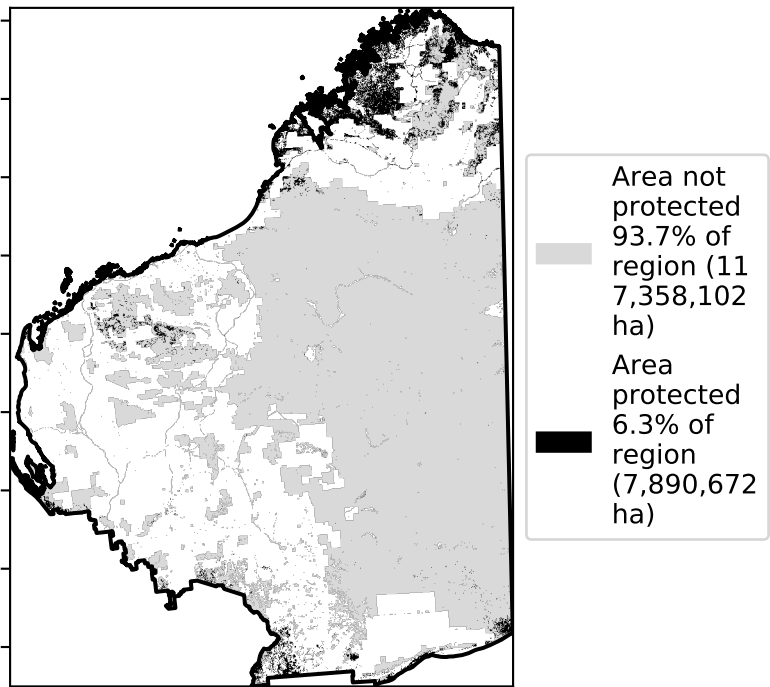 Area not
protected
93.7% of
region (11
7,358,102
ha)
Area
protected
6.3% of
region
(7,890,672
ha)